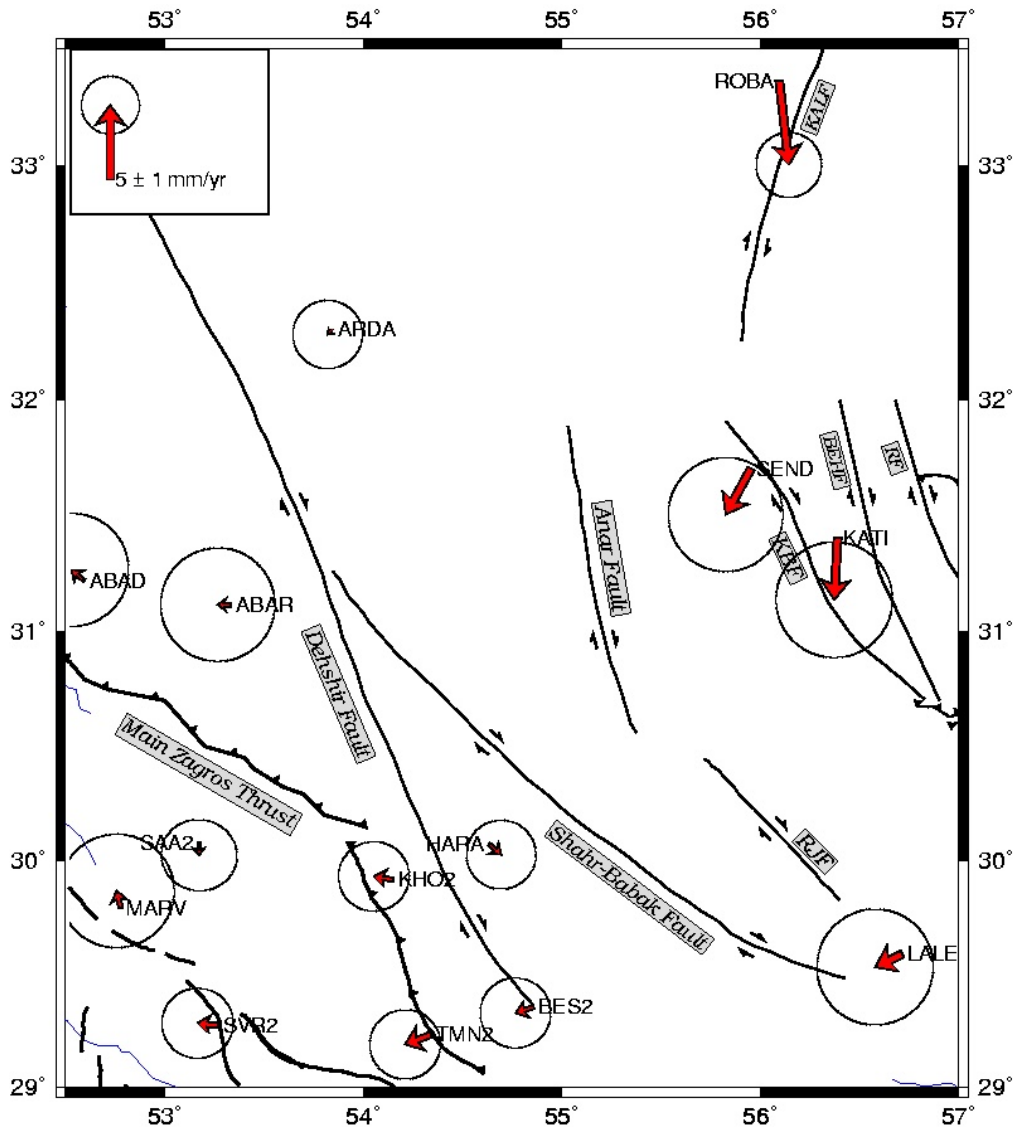 53° 54° 55° 56° 57°
ROBA
KALF
5 ± 1 mm/yr
33° 33°
ARDA
32° 32°
BEHF
RF
SEND
Anar Fault
KATI
KBF
ABAD
ABAR
31° 31°
Dehshir Fault
Main Zagros Thrust
SAA2
HARA
Shahr-Babak Fault
RJF
30° 30°
KHO2
MARV
LALE
BES2
SVR2
TMN2
29° 29°
53° 54° 55° 56° 57°